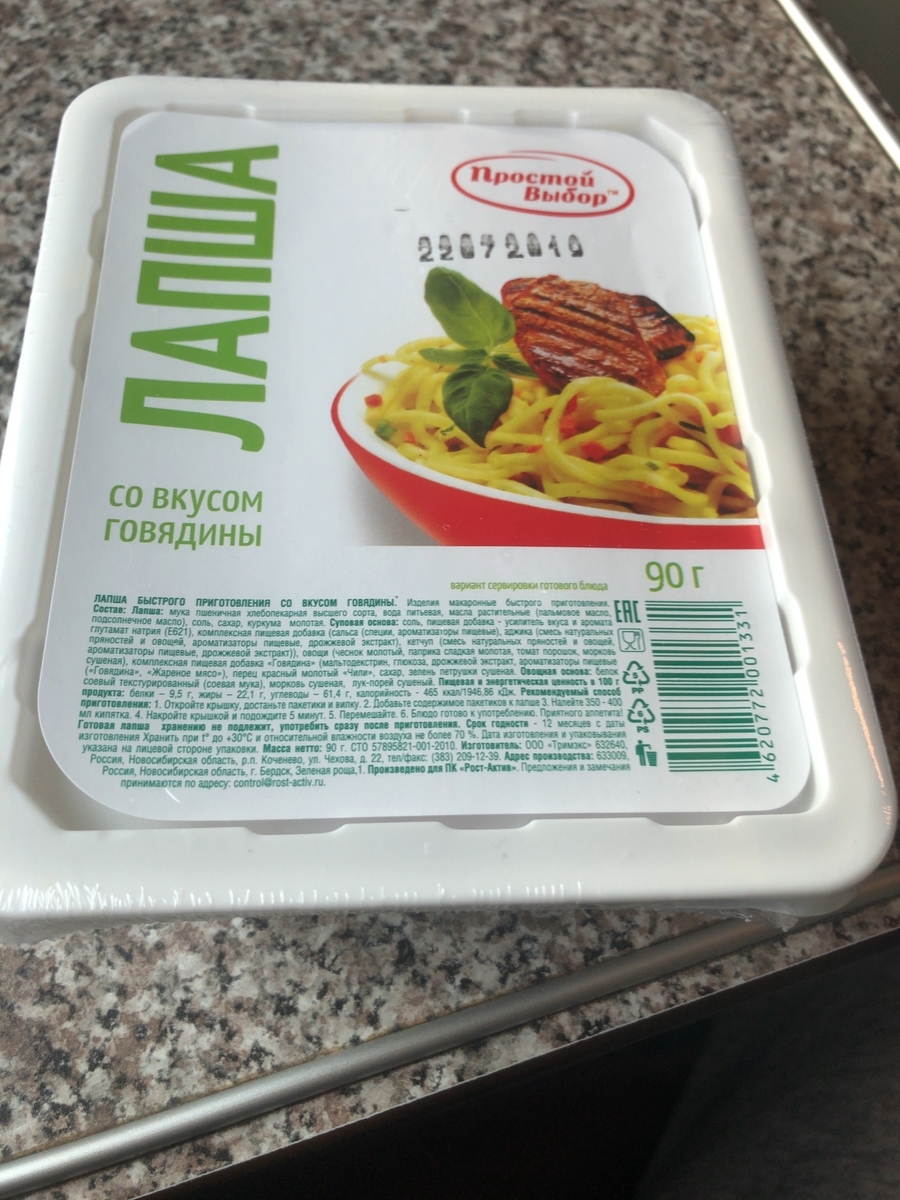 ЛАПША
Простой
Выбор™
22072019
СО ВКУСОМ
ГОВЯДИНЫ
вариант сервировки готового блюда
90 г
ЛАПША БЫСТРОГО ПРИГОТОВЛЕНИЯ СО ВКУСОМ ГОВЯДИНЫ. Изделия макаронные быстрого приготовления.
Состав: Лапша: мука пшеничная хлебопекарная высшего сорта, вода питьевая, масла растительные (пальмовое масло,
подсолнечное масло), соль, сахар, куркума молотая. Суповая основа: соль, пищевая добавка - усилитель вкуса и аромата
глутамат натрия (Е621), комплексная пищевая добавка (сальса (специи, ароматизаторы пищевые), аджика (смесь натуральных
пряностей и овощей, ароматизаторы пищевые, дрожжевой экстракт), кетчуп (смесь натуральных пряностей и овощей,
ароматизаторы пищевые, дрожжевой экстракт)), овощи (чеснок молотый, паприка сладкая молотая, томат порошок, морковь
сушеная), комплексная пищевая добавка «Говядина» (мальтодекстрин, глюкоза, дрожжевой экстракт, ароматизаторы пищевые
(«Говядина», «Жареное мясо»), перец красный молотый «Чили», сахар, зелень петрушки сушеная. Овощная основа: белок
соевый текстурированный (соевая мука), морковь сушеная, лук-порей сушеный. Пищевая и энергетическая ценность в 100 г
продукта: белки – 9,5 г, жиры – 22,1 г, углеводы – 61,4 г, калорийность - 465 ккал/1946,86 кДж. Рекомендуемый способ
приготовления: 1. Откройте крышку, достаньте пакетики и вилку. 2. Добавьте содержимое пакетиков к лапше 3. Налейте 350 - 400
мл кипятка. 4. Накройте крышкой и подождите 5 минут. 5. Перемешайте. 6. Блюдо готово к употреблению. Приятного аппетита!
Готовая лапша хранению не подлежит, употребить сразу после приготовления. Срок годности - 12 месяцев с даты
изготовления Хранить при t° до +30°С и относительной влажности воздуха не более 70 %. Дата изготовления и упаковывания
указана на лицевой стороне упаковки. Масса нетто: 90 г. СТО 57895821-001-2010. Изготовитель: ООО «Тримэкс» 632640,
Россия, Новосибирская область, р.п. Коченево, ул. Чехова, д. 22, тел/факс: (383) 209-12-39. Адрес производства: 633009,
Россия, Новосибирская область, г. Бердск, Зеленая роща,1. Произведено для ПК «Рост-Актив». Предложения и замечания
принимаются по адресу: control@rost-activ.ru.
EAC
PP
4620772001331